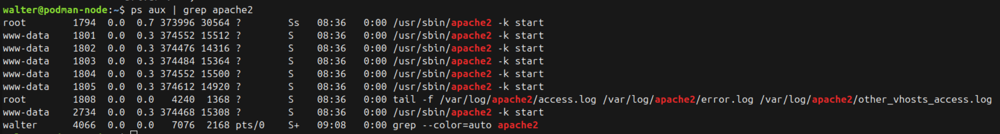 walter@podman-node:~$ ps aux | grep apache2
root 1794 0.0 0.7 373996 30564 ? Ss 08:36 0:00 /usr/sbin/apache2 -k start
www-data 1801 0.0 0.3 374552 15512 ? S 08:36 0:00 /usr/sbin/apache2 -k start
www-data 1802 0.0 0.3 374476 14316 ? S 08:36 0:00 /usr/sbin/apache2 -k start
www-data 1803 0.0 0.3 374484 15364 ? S 08:36 0:00 /usr/sbin/apache2 -k start
www-data 1804 0.0 0.3 374552 15500 ? S 08:36 0:00 /usr/sbin/apache2 -k start
www-data 1805 0.0 0.3 374612 14920 ? S 08:36 0:00 /usr/sbin/apache2 -k start
root 1808 0.0 0.0 4240 1368 ? S 08:36 0:00 tail -f /var/log/apache2/access.log /var/log/apache2/error.log /var/log/apache2/other_vhosts_access.log
www-data 2734 0.0 0.3 374468 15308 ? S 08:36 0:00 /usr/sbin/apache2 -k start
walter 4066 0.0 0.0 7076 2168 pts/0 S+ 09:08 0:00 grep --color=auto apache2